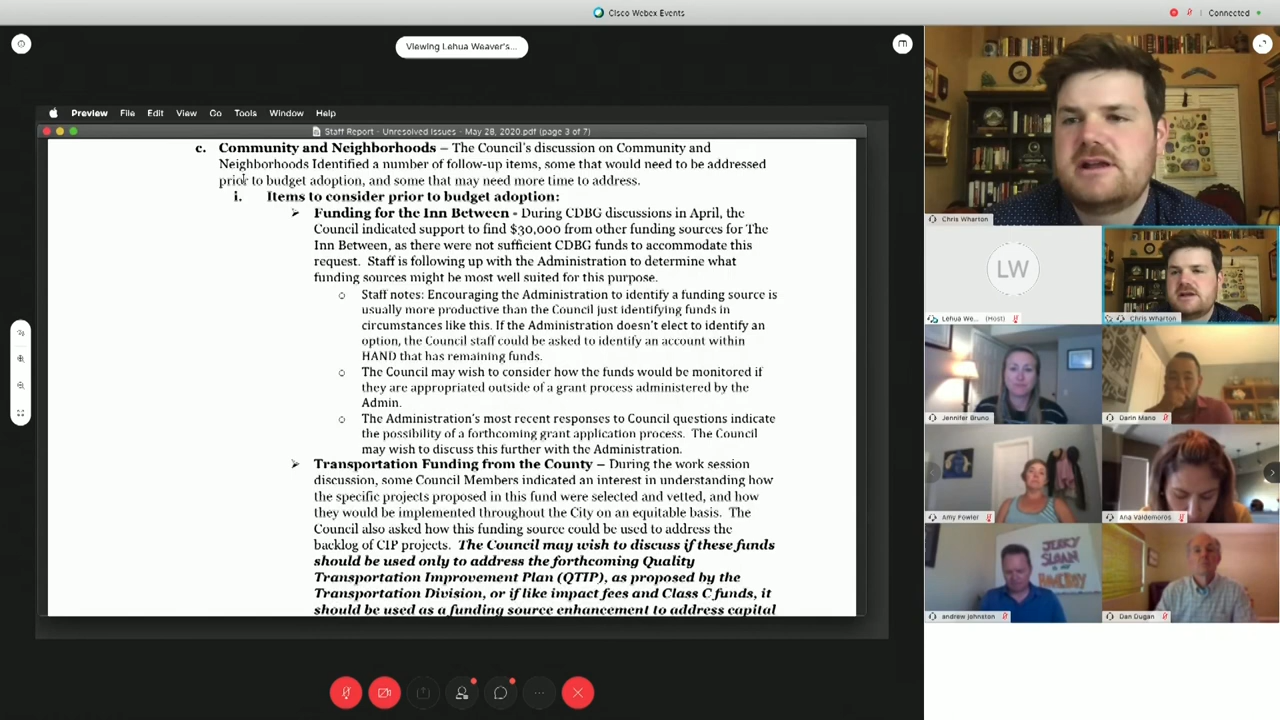 Cisco Webex Events
Connected
Viewing Lehua Weaver's...
Preview File Edit View Go Tools Window Help
Staff Report - Unresolved Issues - May 28, 2020.pdf (page 3 of 7)
c. Community and Neighborhoods – The Council's discussion on Community and
Neighborhoods Identified a number of follow-up items, some that would need to be addressed
prior to budget adoption, and some that may need more time to address.
i. Items to consider prior to budget adoption:
➢ Funding for the Inn Between - During CDBG discussions in April, the
Council indicated support to find $30,000 from other funding sources for The
Inn Between, as there were not sufficient CDBG funds to accommodate this
request. Staff is following up with the Administration to determine what
funding sources might be most well suited for this purpose.
o Staff notes: Encouraging the Administration to identify a funding source is
usually more productive than the Council just identifying funds in
circumstances like this. If the Administration doesn't elect to identify an
option, the Council staff could be asked to identify an account within
HAND that has remaining funds.
o The Council may wish to consider how the funds would be monitored if
they are appropriated outside of a grant process administered by the
Admin.
o The Administration's most recent responses to Council questions indicate
the possibility of a forthcoming grant application process. The Council
may wish to discuss this further with the Administration.
➢ Transportation Funding from the County – During the work session
discussion, some Council Members indicated an interest in understanding how
the specific projects proposed in this fund were selected and vetted, and how
they would be implemented throughout the City on an equitable basis. The
Council also asked how this funding source could be used to address the
backlog of CIP projects. The Council may wish to discuss if these funds
should be used only to address the forthcoming Quality
Transportation Improvement Plan (QTIP), as proposed by the
Transportation Division, or if like impact fees and Class C funds, it
should be used as a funding source enhancement to address capital
Chris Wharton
LW
Lehua We... (Host)
Chris Wharton
Jennifer Bruno
Darin Mano
Amy Fowler
Ana Valdemoros
JERRY
SLOAN
andrew johnston
Dan Dugan